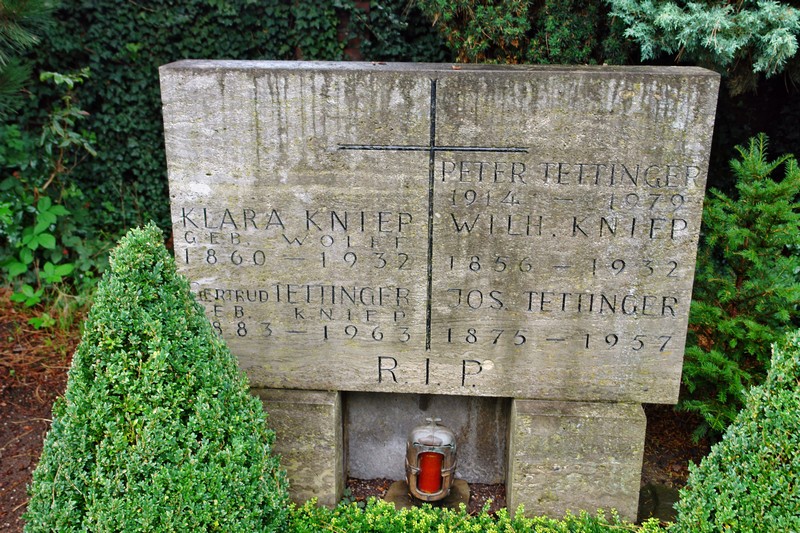 PETER TETTINGER
1914 – 1979
KLARA KNIEP
GEB. WOLFF
1860 – 1932
WILH. KNIEP
1856 – 1932
GERTRUD TETTINGER
GEB. KNIEP
1883 – 1963
JOS. TETTINGER
1875 – 1957
R.I.P.